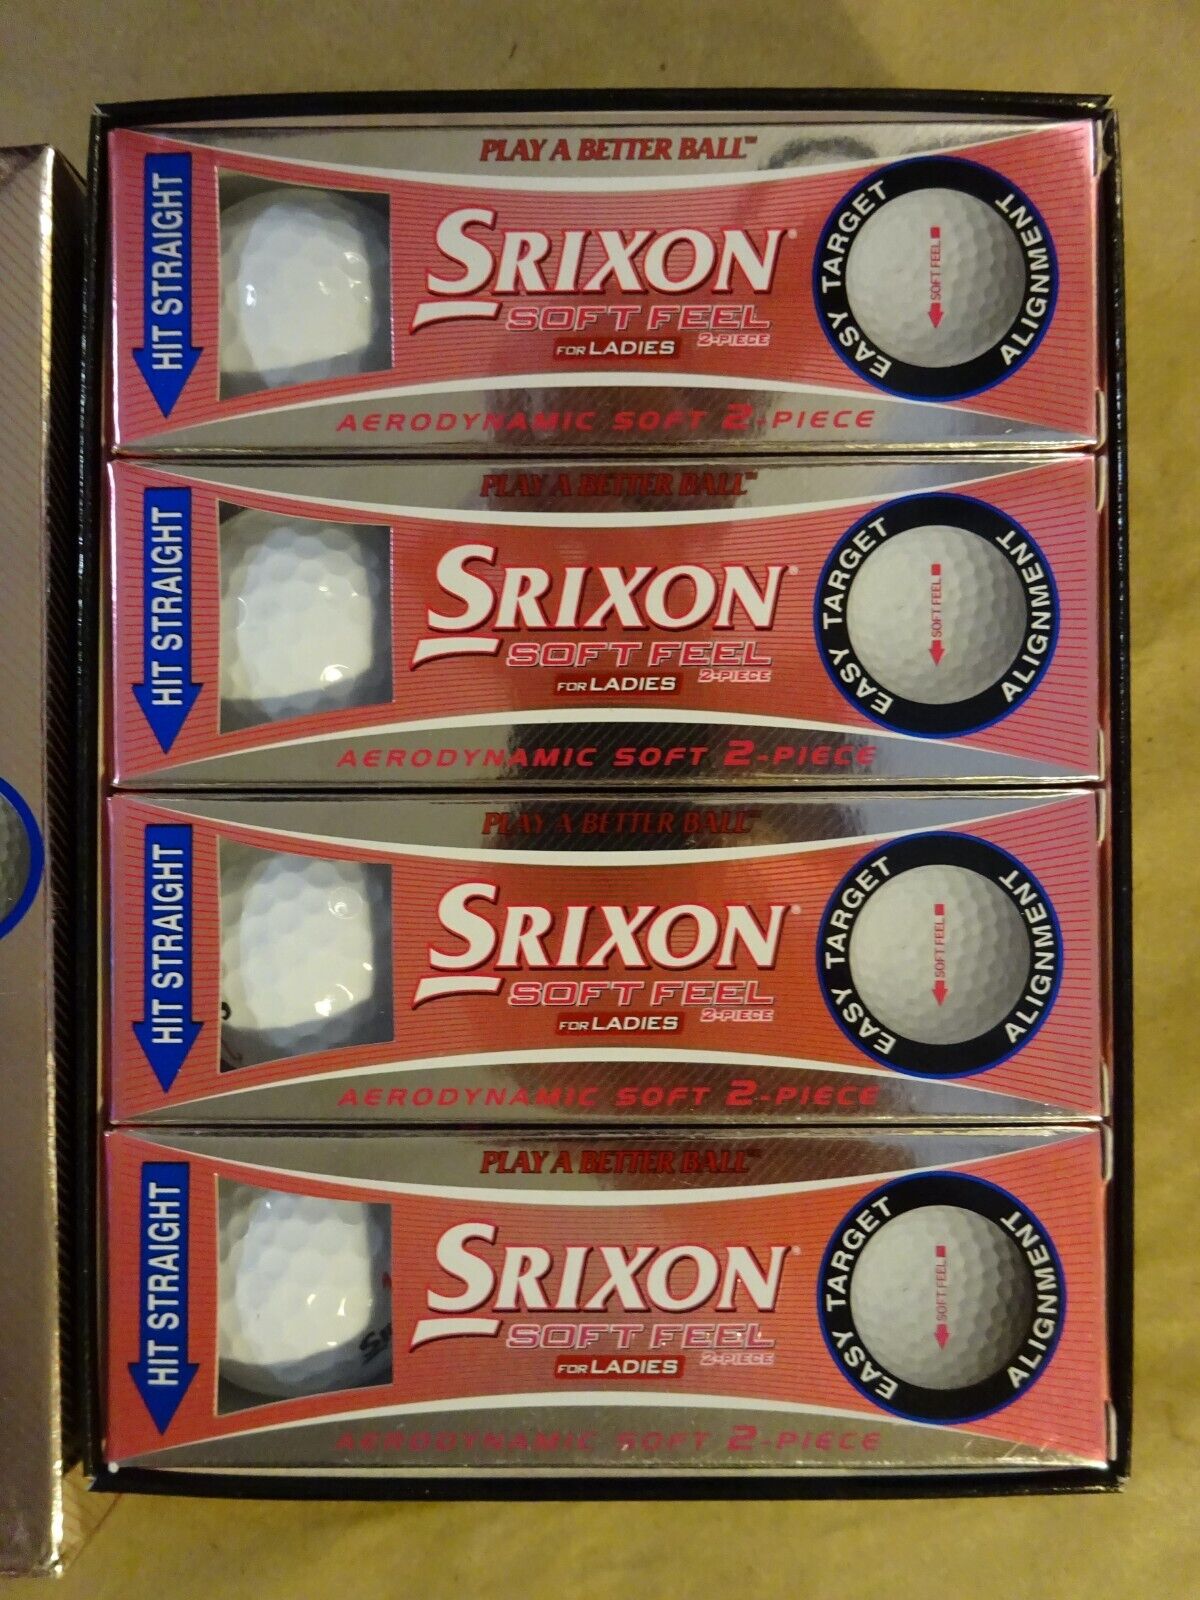 PLAY A BETTER BALL™
HIT STRAIGHT
SRIXON®
SOFT FEEL
2-PIECE
FOR LADIES
EASY TARGET
ALIGNMENT
SOFT FEEL
AERODYNAMIC SOFT 2-PIECE
PLAY A BETTER BALL™
HIT STRAIGHT
SRIXON®
SOFT FEEL
2-PIECE
FOR LADIES
EASY TARGET
ALIGNMENT
SOFT FEEL
AERODYNAMIC SOFT 2-PIECE
PLAY A BETTER BALL™
HIT STRAIGHT
SRIXON®
SOFT FEEL
2-PIECE
FOR LADIES
EASY TARGET
ALIGNMENT
SOFT FEEL
AERODYNAMIC SOFT 2-PIECE
PLAY A BETTER BALL™
HIT STRAIGHT
SRIXON®
SOFT FEEL
2-PIECE
FOR LADIES
EASY TARGET
ALIGNMENT
SOFT FEEL
AERODYNAMIC SOFT 2-PIECE